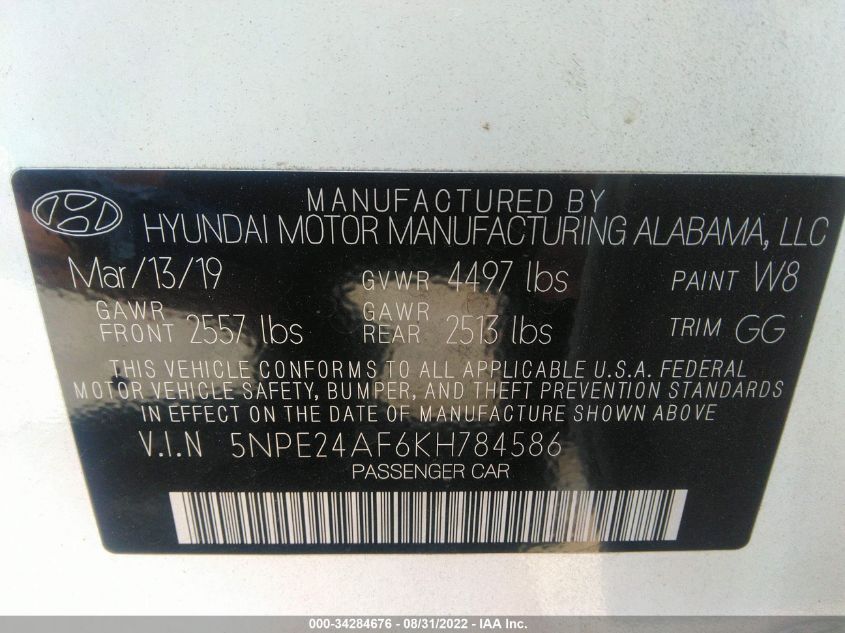 MANUFACTURED BY
HYUNDAI MOTOR MANUFACTURING ALABAMA, LLC
Mar/13/19 GVWR 4497 lbs PAINT W8
GAWR FRONT 2557 lbs GAWR REAR 2513 lbs TRIM GG
THIS VEHICLE CONFORMS TO ALL APPLICABLE U.S.A. FEDERAL
MOTOR VEHICLE SAFETY, BUMPER, AND THEFT PREVENTION STANDARDS
IN EFFECT ON THE DATE OF MANUFACTURE SHOWN ABOVE
V.I.N 5NPE24AF6KH784586
PASSENGER CAR
000-34284676 - 08/31/2022 - IAA Inc.